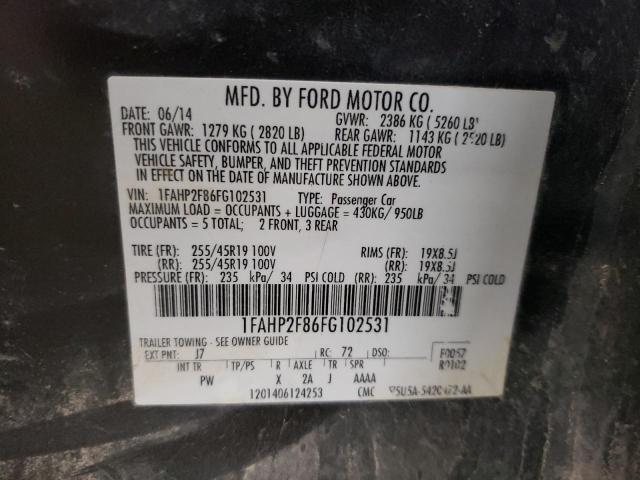 MFD. BY FORD MOTOR CO.
DATE: 06/14 GVWR: 2386 KG ( 5260 LB)
FRONT GAWR: 1279 KG ( 2820 LB) REAR GAWR: 1143 KG ( 2520 LB)
THIS VEHICLE CONFORMS TO ALL APPLICABLE FEDERAL MOTOR
VEHICLE SAFETY, BUMPER, AND THEFT PREVENTION STANDARDS
IN EFFECT ON THE DATE OF MANUFACTURE SHOWN ABOVE.
VIN: 1FAHP2F86FG102531 TYPE: Passenger Car
MAXIMUM LOAD = OCCUPANTS + LUGGAGE = 430KG/ 950LB
OCCUPANTS = 5 TOTAL; 2 FRONT, 3 REAR
TIRE (FR): 255/45R19 100V RIMS (FR): 19X8.5J
(RR): 255/45R19 100V (RR): 19X8.5J
PRESSURE (FR): 235 kPa/ 34 PSI COLD (RR): 235 kPa/ 34 PSI COLD
1FAHP2F86FG102531
TRAILER TOWING - SEE OWNER GUIDE
EXT PNT: J7 RC: 72 DSO: F0057
INT TR TP/PS R AXLE TR SPR R0102
PW X 2A J AAAA
1201406124253 CMC